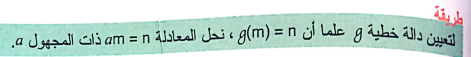 طريقة
لتعيين دالة خطية g علما أن g(m) = n ، نحل المعادلة am = n ذات المجهول a.